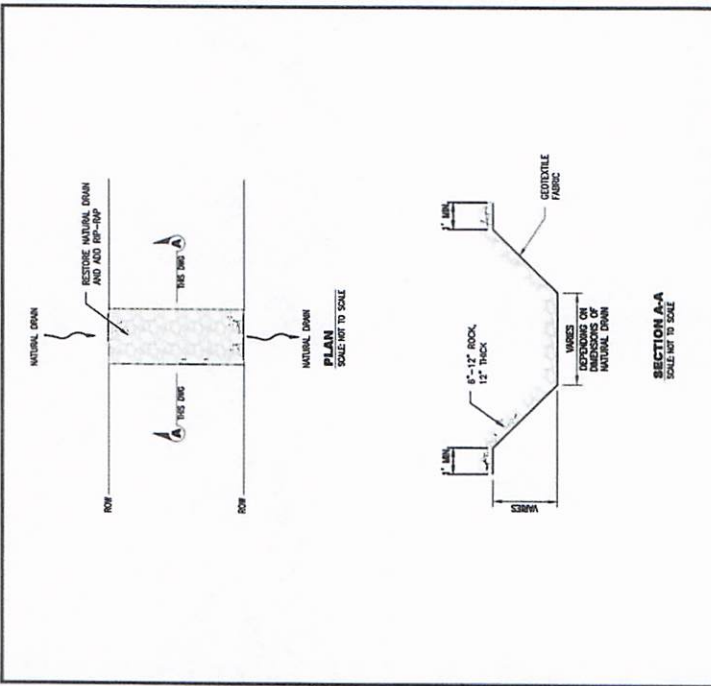 NATURAL DRAIN
RESTORE NATURAL DRAIN
AND ADD RIP-RAP
ROW
A
THIS DWG
THIS DWG
A
ROW
NATURAL DRAIN
PLAN
SCALE: NOT TO SCALE
1' MIN.
6"-12" ROCK,
12" THICK
1' MIN.
GEOTEXTILE
FABRIC
VARIES
VARIES
DEPENDING ON
DIMENSIONS OF
NATURAL DRAIN
SECTION A-A
SCALE: NOT TO SCALE